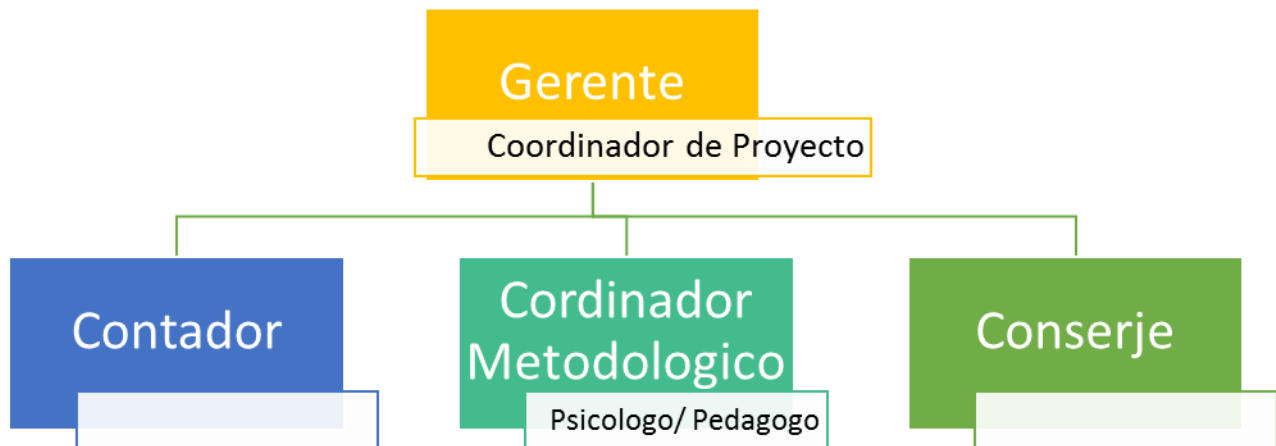 Gerente
Coordinador de Proyecto
Contador
Cordinador
Metodologico
Psicologo/ Pedagogo
Conserje